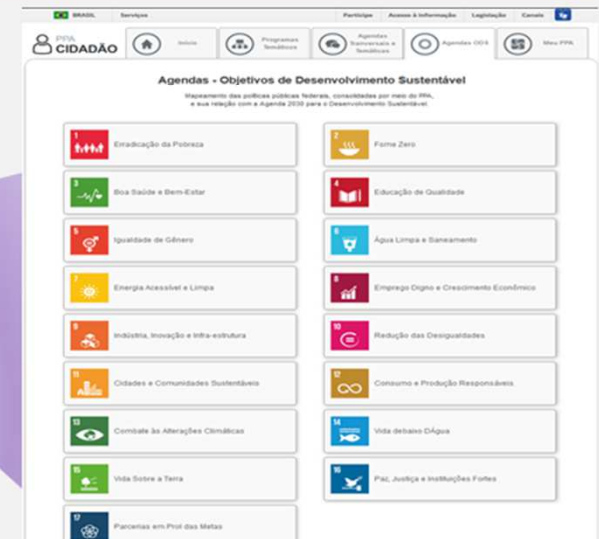 BRASIL Serviços Participe Acesso à informação Legislação Canais
PPA CIDADÃO
Início
Programas Temáticos
Agendas Transversais e Temáticas
Agendas ODS
Meu PPA
Agendas - Objetivos de Desenvolvimento Sustentável
Mapeamento das políticas públicas federais, consolidadas por meio do PPA,
e sua relação com a Agenda 2030 para o Desenvolvimento Sustentável.
1 Erradicação da Pobreza
2 Fome Zero
3 Boa Saúde e Bem-Estar
4 Educação de Qualidade
5 Igualdade de Gênero
6 Água Limpa e Saneamento
7 Energia Acessível e Limpa
8 Emprego Digno e Crescimento Econômico
9 Indústria, Inovação e Infra-estrutura
10 Redução das Desigualdades
11 Cidades e Comunidades Sustentáveis
12 Consumo e Produção Responsáveis
13 Combate às Alterações Climáticas
14 Vida debaixo DÁgua
15 Vida Sobre a Terra
16 Paz, Justiça e Instituições Fortes
17 Parcerias em Prol das Metas